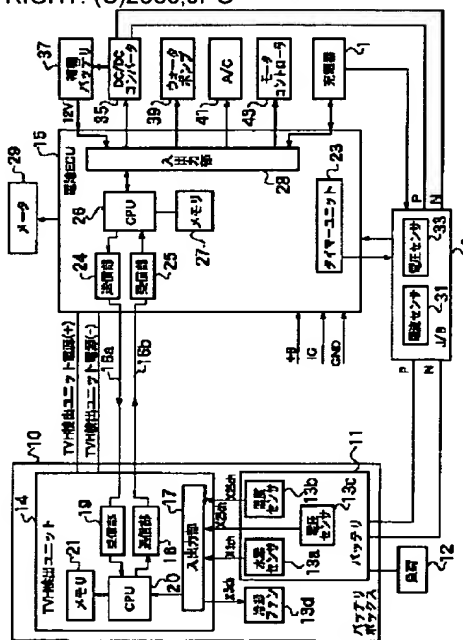 RIGHT: (C)2000,JPO
37
補機バッテリ
12V
35
DC/DCコンバータ
39
ウォータポンプ
41
A/C
43
モータコントローラ
1
充電器
29
メータ
15
電池ECU
入出力部
28
26
CPU
メモリ
27
24
送信部
受信部
25
23
タイマーユニット
+B
IG
GND
P
N
電圧センサ
33
電流センサ
31
J/B
P
N
TVH検出ユニット電源(+)
TVH検出ユニット電源(-)
16a
16b
10
14
TVH検出ユニット
21
メモリ
19
受信部
送信部
18
CPU
20
17
入出力部
11
X3ch
X1ch
X25ch
X25ch
温度センサ
13b
電圧センサ
13c
水素センサ
13a
冷却ファン
13d
バッテリ
バッテリボックス
負荷
12